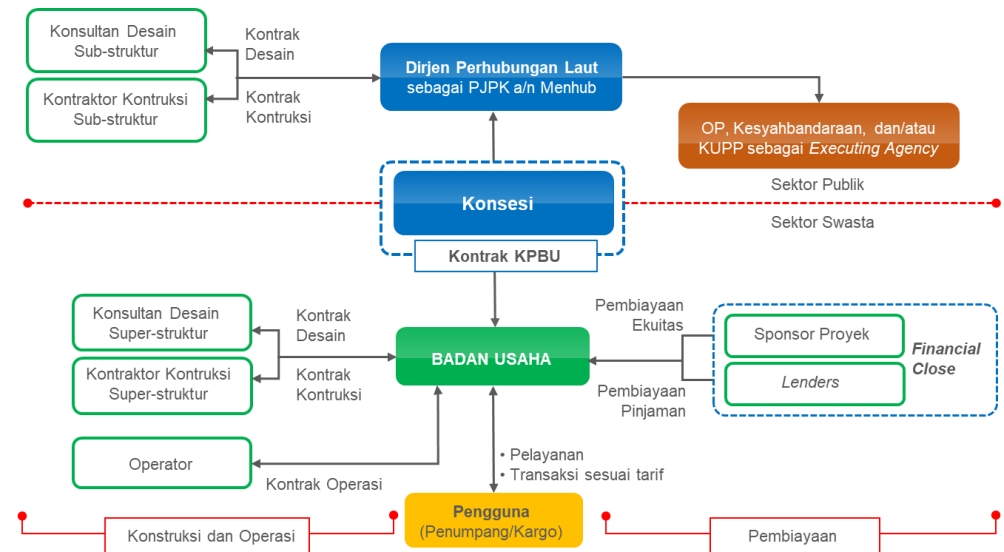 Konsultan Desain
Sub-struktur
Kontrak
Desain
Kontraktor Kontruksi
Sub-struktur
Kontrak
Kontruksi
Dirjen Perhubungan Laut
sebagai PJPK a/n Menhub
OP, Kesyahbandaraan, dan/atau
KUPP sebagai Executing Agency
Sektor Publik
Konsesi
Sektor Swasta
Kontrak KPBU
Konsultan Desain
Super-struktur
Kontrak
Desain
Kontraktor Kontruksi
Super-struktur
Kontrak
Kontruksi
BADAN USAHA
Pembiayaan
Ekuitas
Sponsor Proyek
Financial
Close
Lenders
Pembiayaan
Pinjaman
Operator
Kontrak Operasi
• Pelayanan
• Transaksi sesuai tarif
Pengguna
(Penumpang/Kargo)
Konstruksi dan Operasi
Pembiayaan